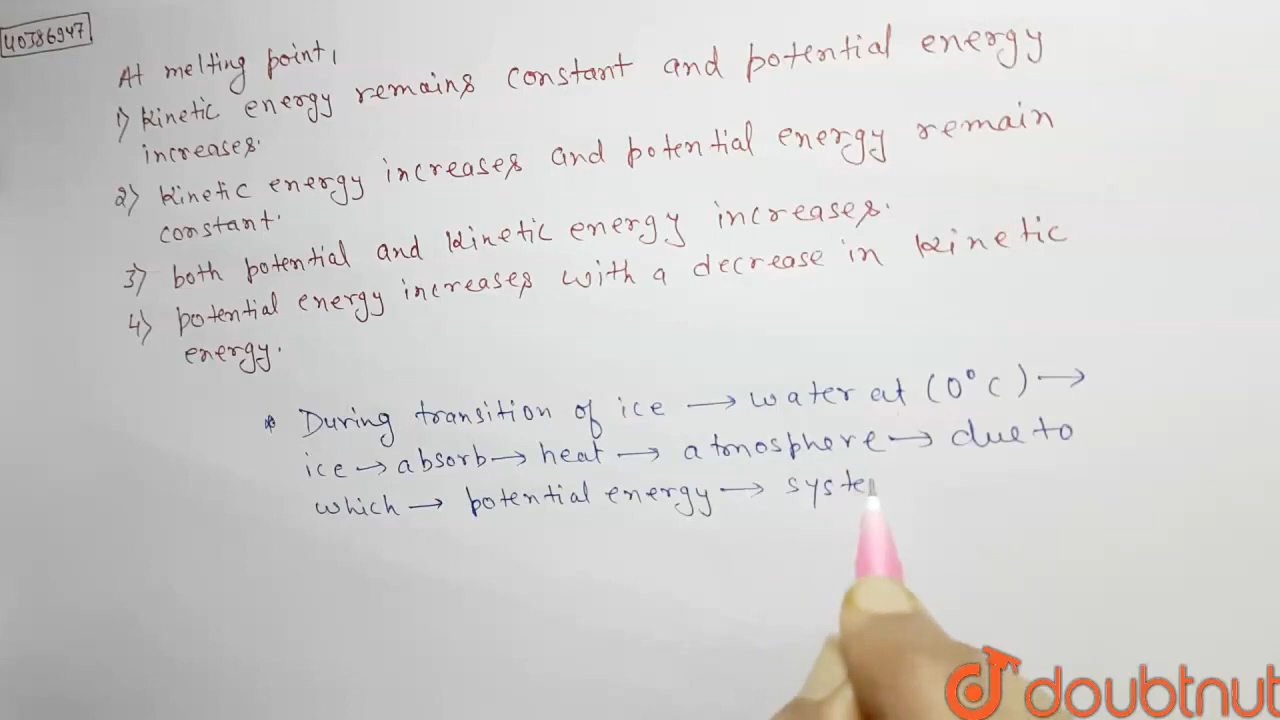 40386947
At melting point,
1) kinetic energy remains constant and potential energy
increases.
2) kinetic energy increases and potential energy remain
constant.
3) both potential and kinetic energy increases.
4) potential energy increases with a decrease in kinetic
energy.
* During transition of ice → water at (0°C) →
ice → absorb → heat → atmosphere → due to
which → potential energy → syste
doubtnut